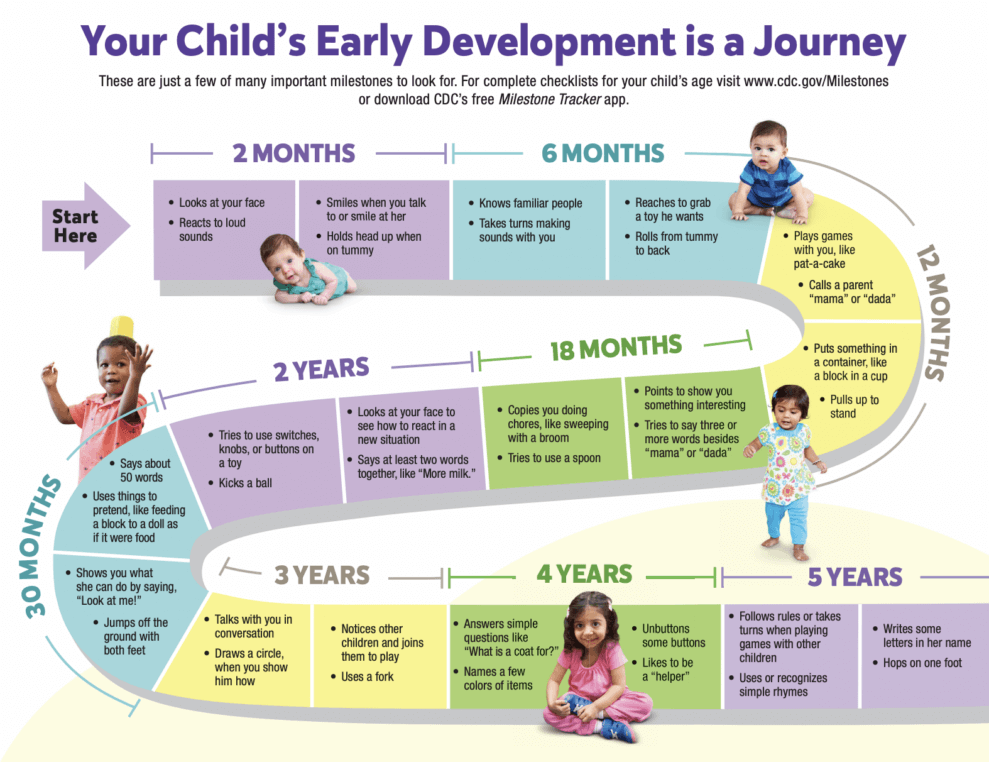 Your Child's Early Development is a Journey
These are just a few of many important milestones to look for. For complete checklists for your child's age visit www.cdc.gov/Milestones
or download CDC's free Milestone Tracker app.
Start
Here
2 MONTHS
• Looks at your face
• Reacts to loud
sounds
• Smiles when you talk
to or smile at her
• Holds head up when
on tummy
6 MONTHS
• Knows familiar people
• Takes turns making
sounds with you
• Reaches to grab
a toy he wants
• Rolls from tummy
to back
12 MONTHS
• Plays games
with you, like
pat-a-cake
• Calls a parent
“mama” or “dada”
• Puts something in
a container, like
a block in a cup
• Pulls up to
stand
18 MONTHS
• Points to show you
something interesting
• Tries to say three or
more words besides
“mama” or “dada”
• Copies you doing
chores, like sweeping
with a broom
• Tries to use a spoon
2 YEARS
• Looks at your face to
see how to react in a
new situation
• Says at least two words
together, like “More milk.”
• Tries to use switches,
knobs, or buttons on
a toy
• Kicks a ball
30 MONTHS
• Says about
50 words
• Uses things to
pretend, like feeding
a block to a doll as
if it were food
• Shows you what
she can do by saying,
“Look at me!”
• Jumps off the
ground with
both feet
3 YEARS
• Talks with you in
conversation
• Draws a circle,
when you show
him how
• Notices other
children and joins
them to play
• Uses a fork
4 YEARS
• Answers simple
questions like
“What is a coat for?”
• Names a few
colors of items
• Unbuttons
some buttons
• Likes to be
a “helper”
5 YEARS
• Follows rules or takes
turns when playing
games with other
children
• Uses or recognizes
simple rhymes
• Writes some
letters in her name
• Hops on one foot